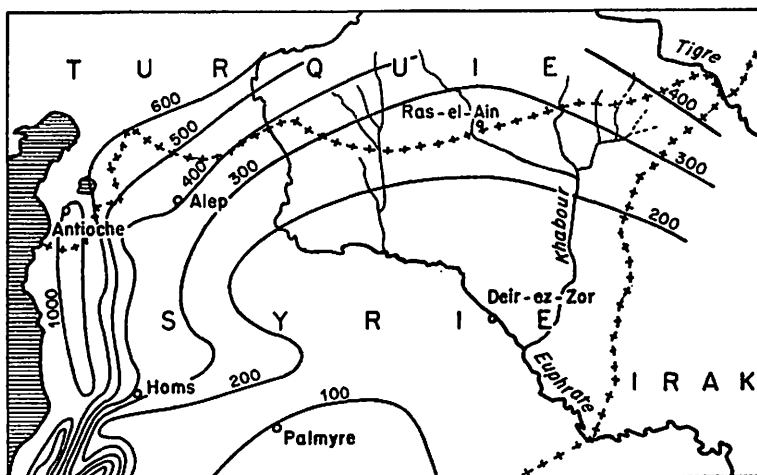 TURQUIE
Tigre
600
400
500
Ras-el-Ain
400
300
300
Alep
200
Antioche
Khabour
1000
Deir-ez-Zor
SYRIE
200
100
Homs
Euphrate
IRAK
Palmyre